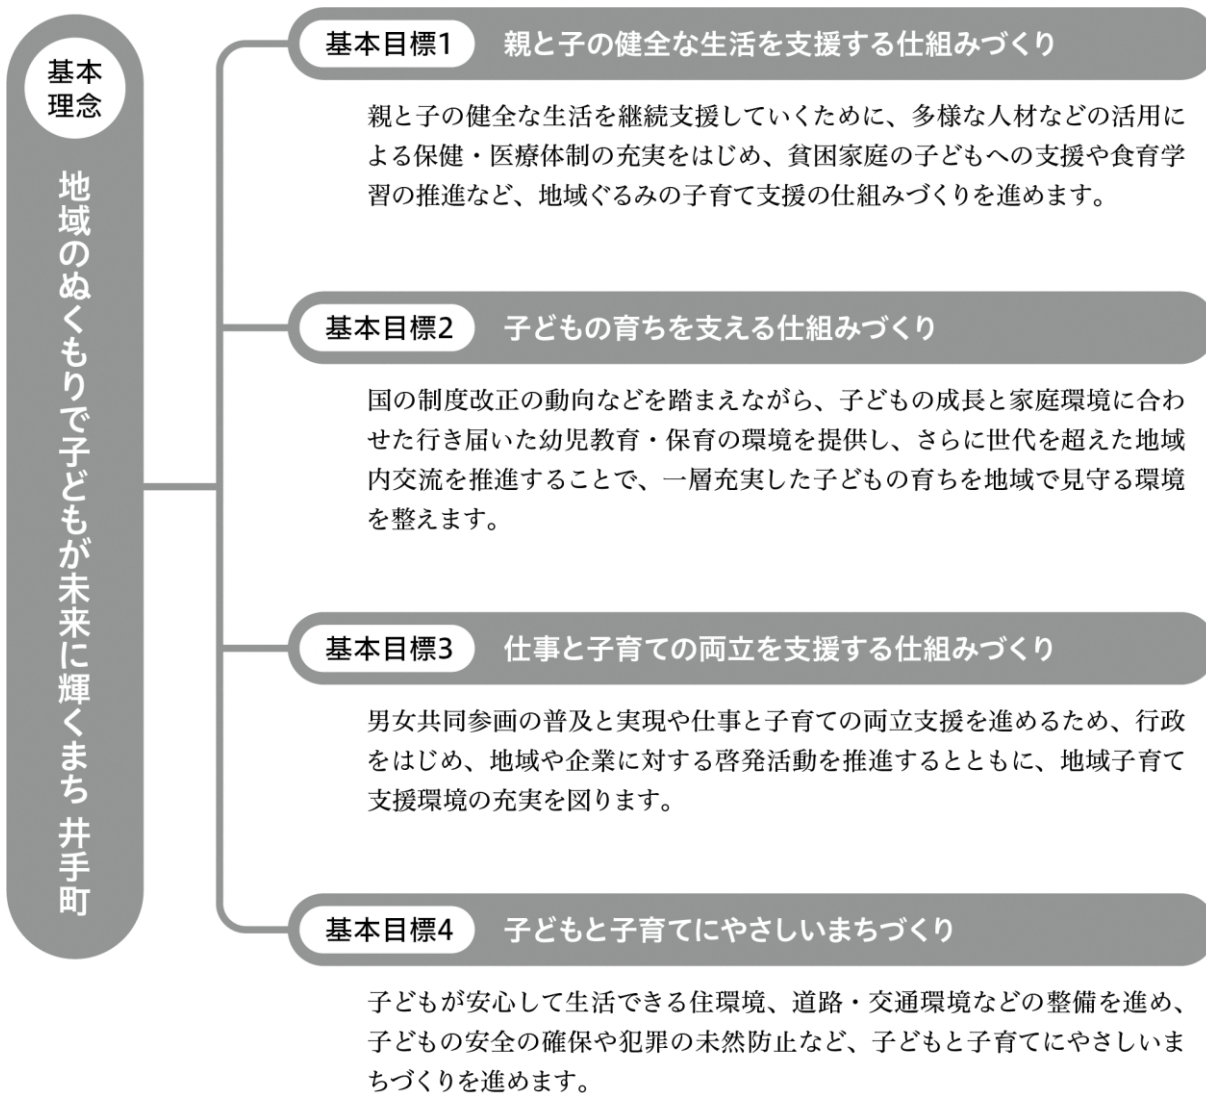 基本
理念
地域のぬくもりで子どもが未来に輝くまち 井手町
基本目標1 親と子の健全な生活を支援する仕組みづくり
親と子の健全な生活を継続支援していくために、多様な人材などの活用に
よる保健・医療体制の充実をはじめ、貧困家庭の子どもへの支援や食育学
習の推進など、地域ぐるみの子育て支援の仕組みづくりを進めます。
基本目標2 子どもの育ちを支える仕組みづくり
国の制度改正の動向などを踏まえながら、子どもの成長と家庭環境に合わ
せた行き届いた幼児教育・保育の環境を提供し、さらに世代を超えた地域
内交流を推進することで、一層充実した子どもの育ちを地域で見守る環境
を整えます。
基本目標3 仕事と子育ての両立を支援する仕組みづくり
男女共同参画の普及と実現や仕事と子育ての両立支援を進めるため、行政
をはじめ、地域や企業に対する啓発活動を推進するとともに、地域子育て
支援環境の充実を図ります。
基本目標4 子どもと子育てにやさしいまちづくり
子どもが安心して生活できる住環境、道路・交通環境などの整備を進め、
子どもの安全の確保や犯罪の未然防止など、子どもと子育てにやさしいま
ちづくりを進めます。